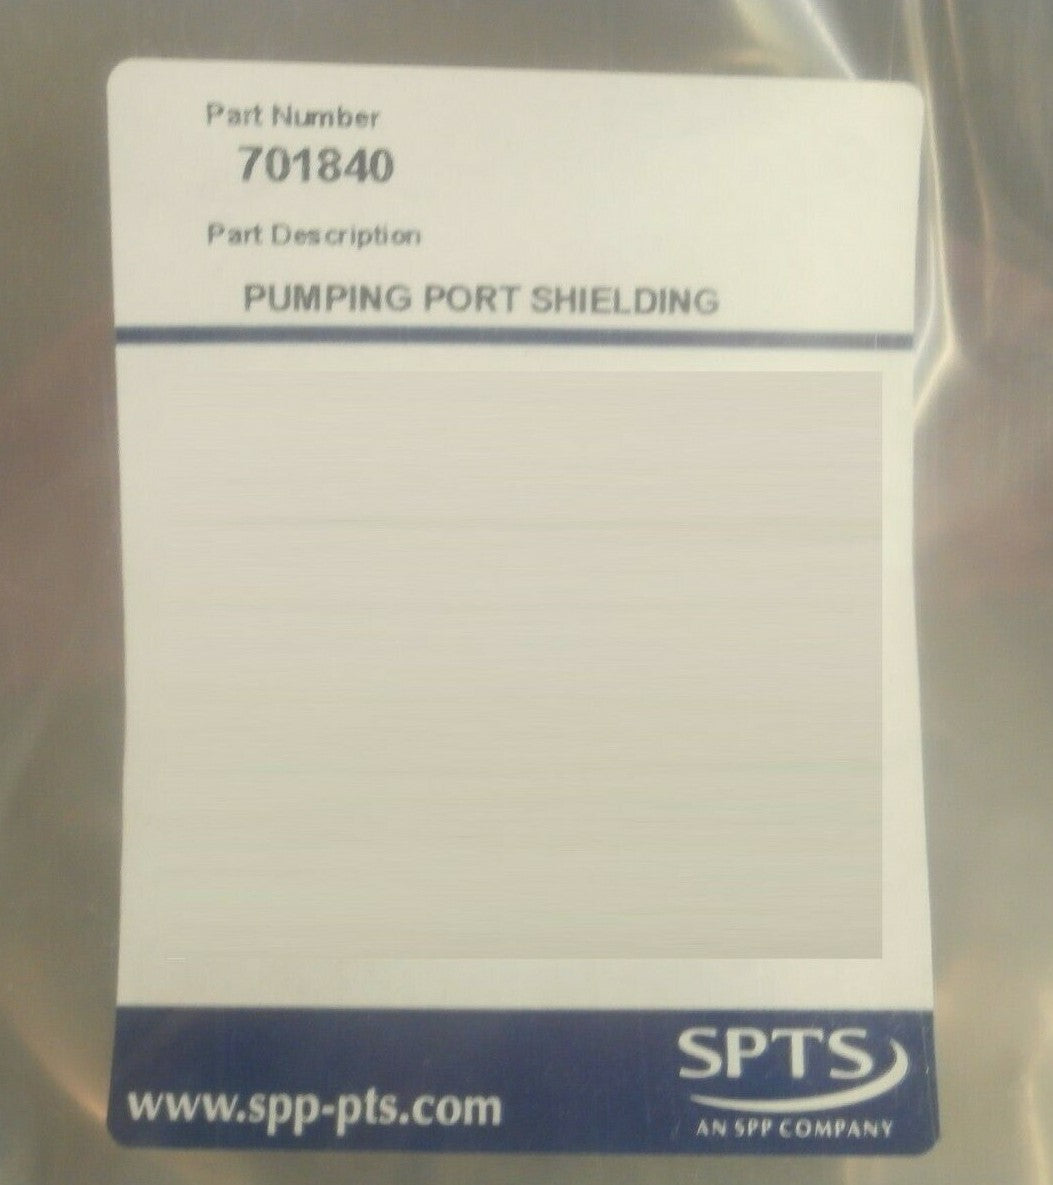 Part Number
701840
Part Description
PUMPING PORT SHIELDING
SPTS
www.spp-pts.com
AN SPP COMPANY